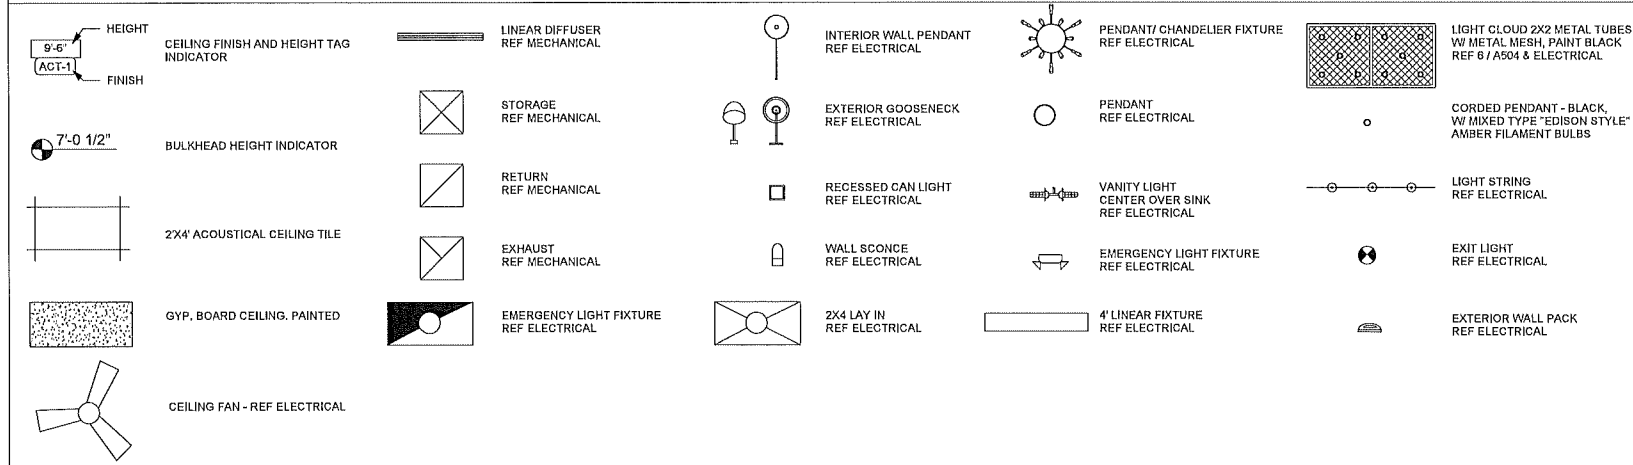 HEIGHT
9'-6"
ACT-1
FINISH
CEILING FINISH AND HEIGHT TAG
INDICATOR
7'-0 1/2"
BULKHEAD HEIGHT INDICATOR
2'X4' ACOUSTICAL CEILING TILE
GYP. BOARD CEILING. PAINTED
CEILING FAN - REF ELECTRICAL
LINEAR DIFFUSER
REF MECHANICAL
STORAGE
REF MECHANICAL
RETURN
REF MECHANICAL
EXHAUST
REF MECHANICAL
EMERGENCY LIGHT FIXTURE
REF ELECTRICAL
INTERIOR WALL PENDANT
REF ELECTRICAL
EXTERIOR GOOSENECK
REF ELECTRICAL
RECESSED CAN LIGHT
REF ELECTRICAL
WALL SCONCE
REF ELECTRICAL
2X4 LAY IN
REF ELECTRICAL
PENDANT/ CHANDELIER FIXTURE
REF ELECTRICAL
PENDANT
REF ELECTRICAL
VANITY LIGHT
CENTER OVER SINK
REF ELECTRICAL
EMERGENCY LIGHT FIXTURE
REF ELECTRICAL
4' LINEAR FIXTURE
REF ELECTRICAL
LIGHT CLOUD 2X2 METAL TUBES
W/ METAL MESH, PAINT BLACK
REF 6 / A504 & ELECTRICAL
CORDED PENDANT - BLACK,
W/ MIXED TYPE "EDISON STYLE"
AMBER FILAMENT BULBS
LIGHT STRING
REF ELECTRICAL
EXIT LIGHT
REF ELECTRICAL
EXTERIOR WALL PACK
REF ELECTRICAL